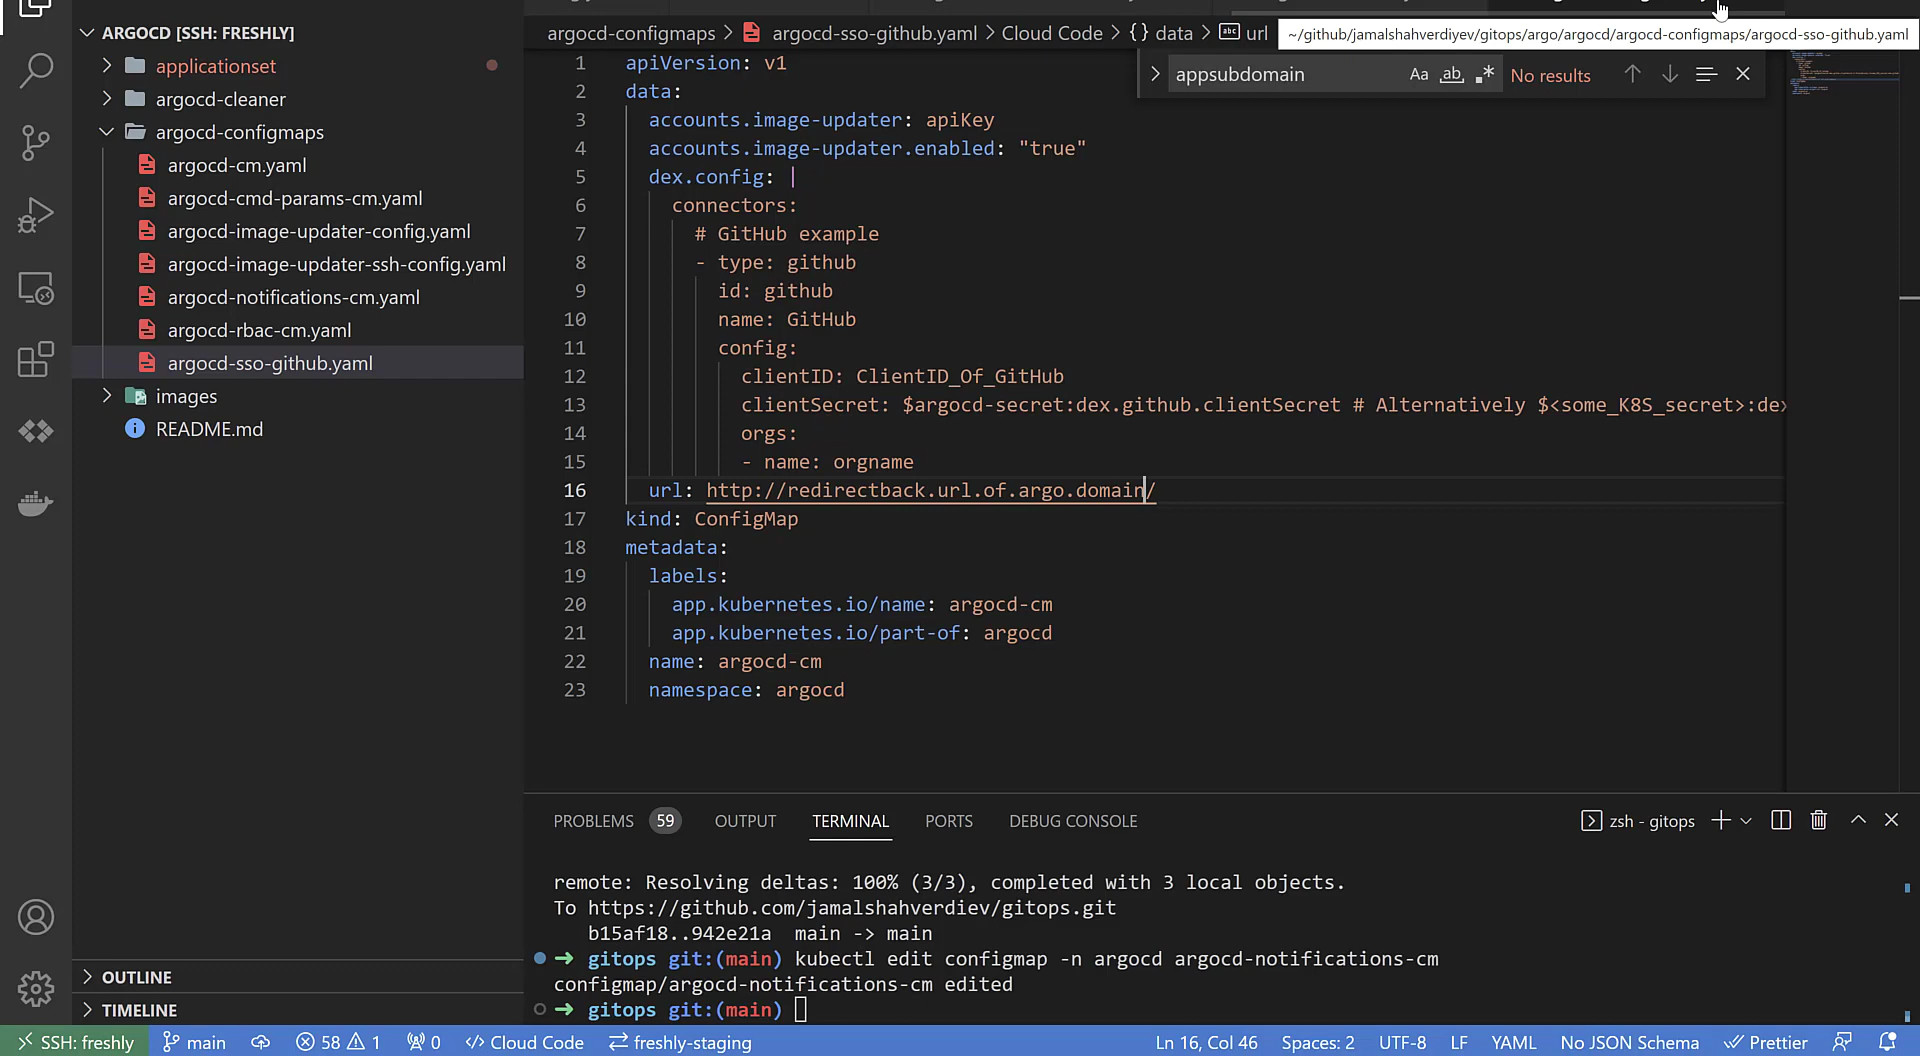 ARGOCD [SSH: FRESHLY]
applicationset
argocd-cleaner
argocd-configmaps
argocd-cm.yaml
argocd-cmd-params-cm.yaml
argocd-image-updater-config.yaml
argocd-image-updater-ssh-config.yaml
argocd-notifications-cm.yaml
argocd-rbac-cm.yaml
argocd-sso-github.yaml
images
README.md
OUTLINE
TIMELINE
argocd-configmaps > argocd-sso-github.yaml > Cloud Code > {} data > abc url
~/github/jamalshahverdiyev/gitops/argo/argocd/argocd-configmaps/argocd-sso-github.yaml
appsubdomain Aa ab .* No results
1 apiVersion: v1
2 data:
3 accounts.image-updater: apiKey
4 accounts.image-updater.enabled: "true"
5 dex.config: |
6 connectors:
7 # GitHub example
8 - type: github
9 id: github
10 name: GitHub
11 config:
12 clientID: ClientID_Of_GitHub
13 clientSecret: $argocd-secret:dex.github.clientSecret # Alternatively $<some_K8S_secret>:dex
14 orgs:
15 - name: orgname
16 url: http://redirectback.url.of.argo.domain/
17 kind: ConfigMap
18 metadata:
19 labels:
20 app.kubernetes.io/name: argocd-cm
21 app.kubernetes.io/part-of: argocd
22 name: argocd-cm
23 namespace: argocd
PROBLEMS 59 OUTPUT TERMINAL PORTS DEBUG CONSOLE zsh - gitops
remote: Resolving deltas: 100% (3/3), completed with 3 local objects.
To https://github.com/jamalshahverdiev/gitops.git
b15af18..942e21a main -> main
➜ gitops git:(main) kubectl edit configmap -n argocd argocd-notifications-cm
configmap/argocd-notifications-cm edited
➜ gitops git:(main)
SSH: freshly main 58 1 0 </> Cloud Code freshly-staging Ln 16, Col 46 Spaces: 2 UTF-8 LF YAML No JSON Schema Prettier